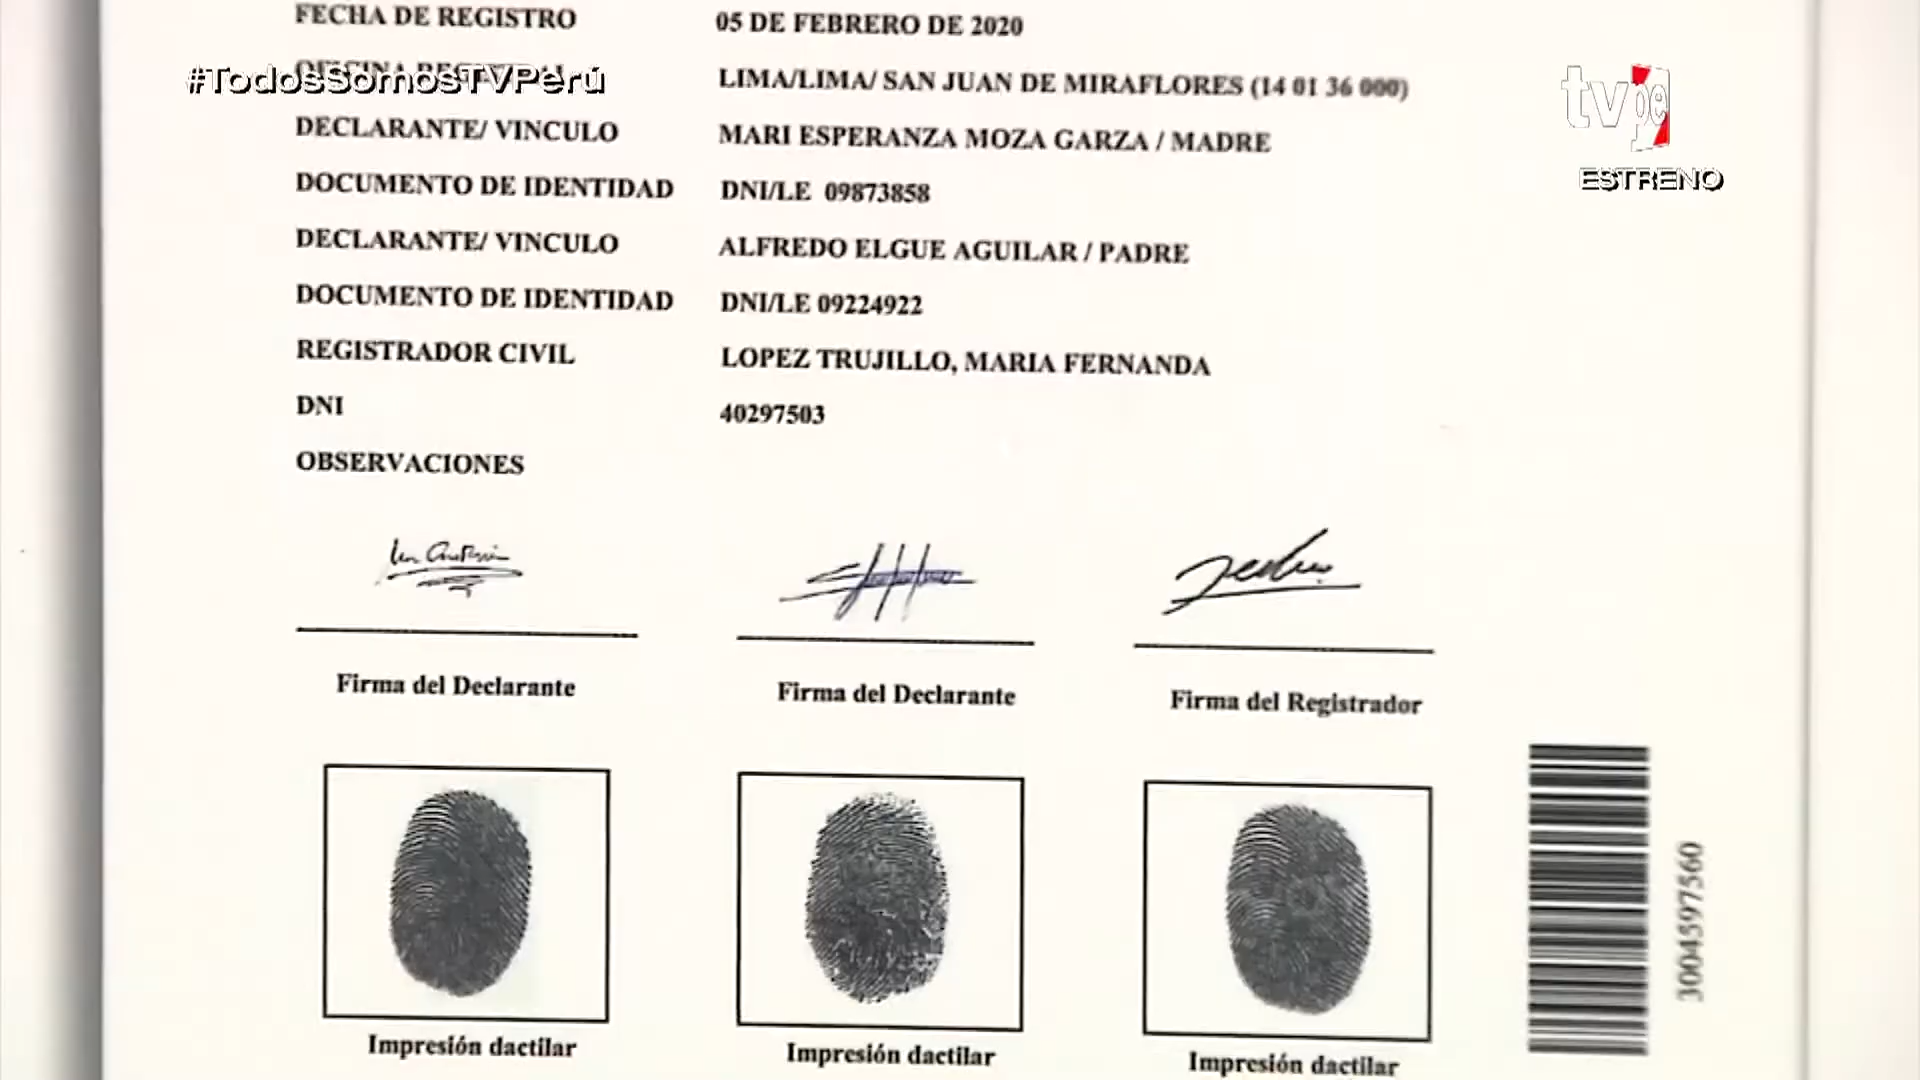 FECHA DE REGISTRO 05 DE FEBRERO DE 2020
#TodosSomosTVPerú
LIMA/LIMA/ SAN JUAN DE MIRAFLORES (14 01 36 000)
tvpe
ESTRENO
DECLARANTE/ VINCULO MARI ESPERANZA MOZA GARZA / MADRE
DOCUMENTO DE IDENTIDAD DNI/LE 09873858
DECLARANTE/ VINCULO ALFREDO ELGUE AGUILAR / PADRE
DOCUMENTO DE IDENTIDAD DNI/LE 09224922
REGISTRADOR CIVIL LOPEZ TRUJILLO, MARIA FERNANDA
DNI 40297503
OBSERVACIONES
Firma del Declarante Firma del Declarante Firma del Registrador
3004597560
Impresión dactilar Impresión dactilar Impresión dactilar